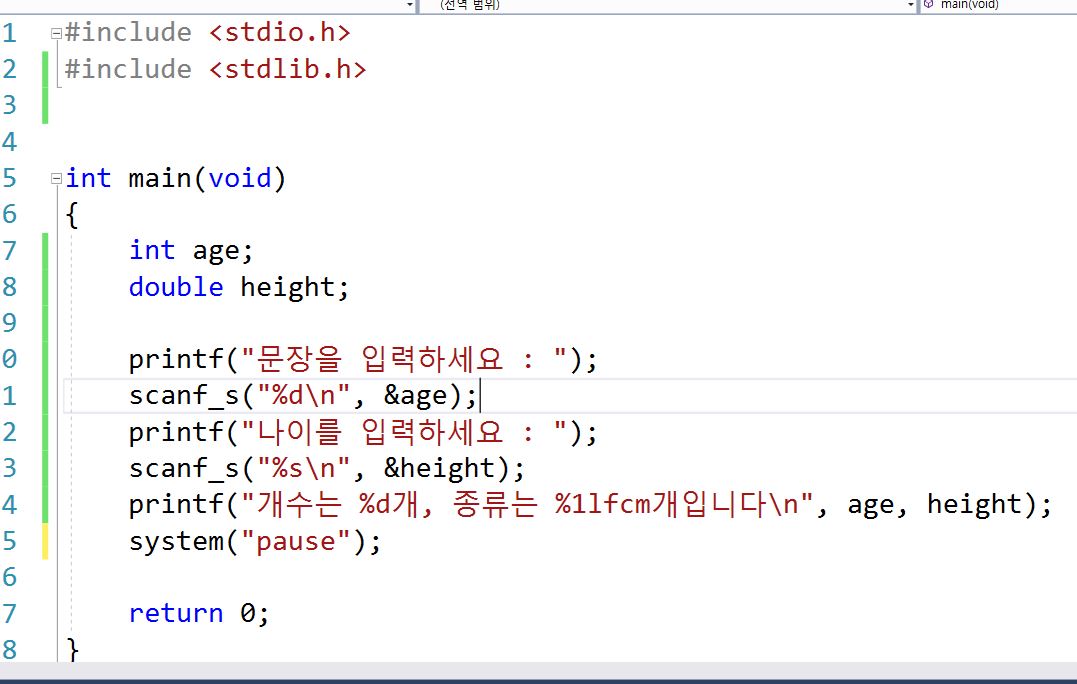 (전역 범위) main(void)
1 #include <stdio.h>
2 #include <stdlib.h>
3
4
5 int main(void)
6 {
7 int age;
8 double height;
9
0 printf("문장을 입력하세요 : ");
1 scanf_s("%d\n", &age);
2 printf("나이를 입력하세요 : ");
3 scanf_s("%s\n", &height);
4 printf("개수는 %d개, 종류는 %1lfcm개입니다\n", age, height);
5 system("pause");
6
7 return 0;
8 }